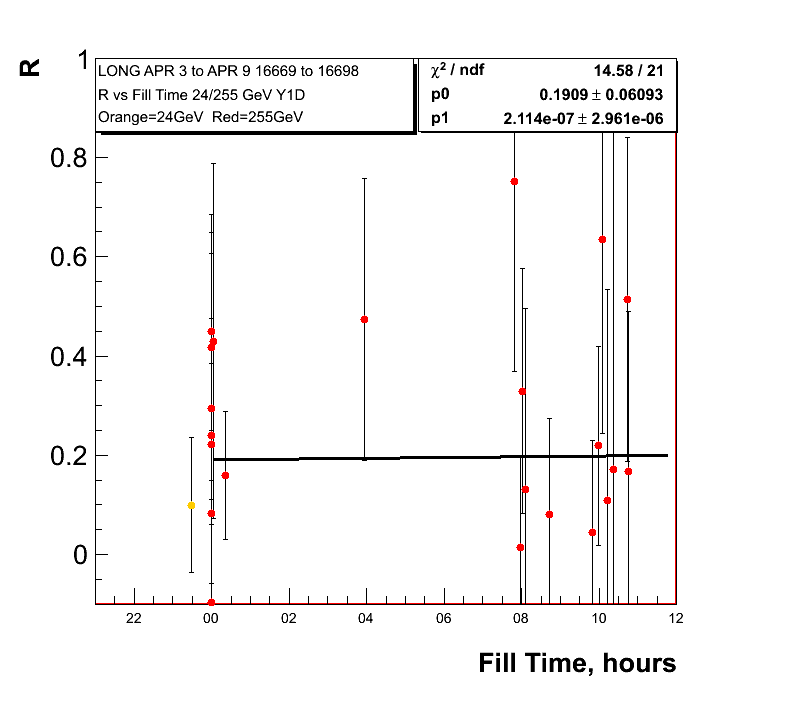 R
1
LONG APR 3 to APR 9 16669 to 16698
R vs Fill Time 24/255 GeV Y1D
Orange=24GeV Red=255GeV
χ² / ndf 14.58 / 21
p0 0.1909 ± 0.06093
p1 2.114e-07 ± 2.961e-06
0.8
0.6
0.4
0.2
0
22 00 02 04 06 08 10 12
Fill Time, hours